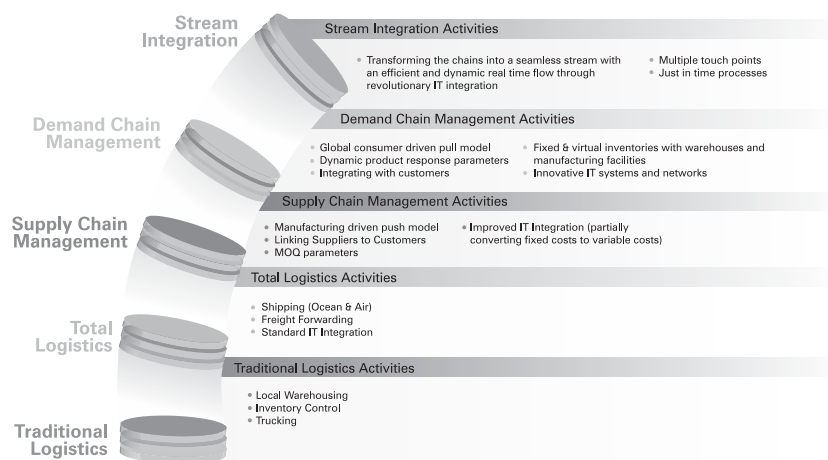 Stream
Integration
Stream Integration Activities
• Transforming the chains into a seamless stream with
an efficient and dynamic real time flow through
revolutionary IT integration
• Multiple touch points
• Just in time processes
Demand Chain
Management
Demand Chain Management Activities
• Global consumer driven pull model
• Dynamic product response parameters
• Integrating with customers
• Fixed & virtual inventories with warehouses and
manufacturing facilities
• Innovative IT systems and networks
Supply Chain
Management
Supply Chain Management Activities
• Manufacturing driven push model
• Linking Suppliers to Customers
• MOQ parameters
• Improved IT Integration (partially
converting fixed costs to variable costs)
Total
Logistics
Total Logistics Activities
• Shipping (Ocean & Air)
• Freight Forwarding
• Standard IT Integration
Traditional
Logistics
Traditional Logistics Activities
• Local Warehousing
• Inventory Control
• Trucking